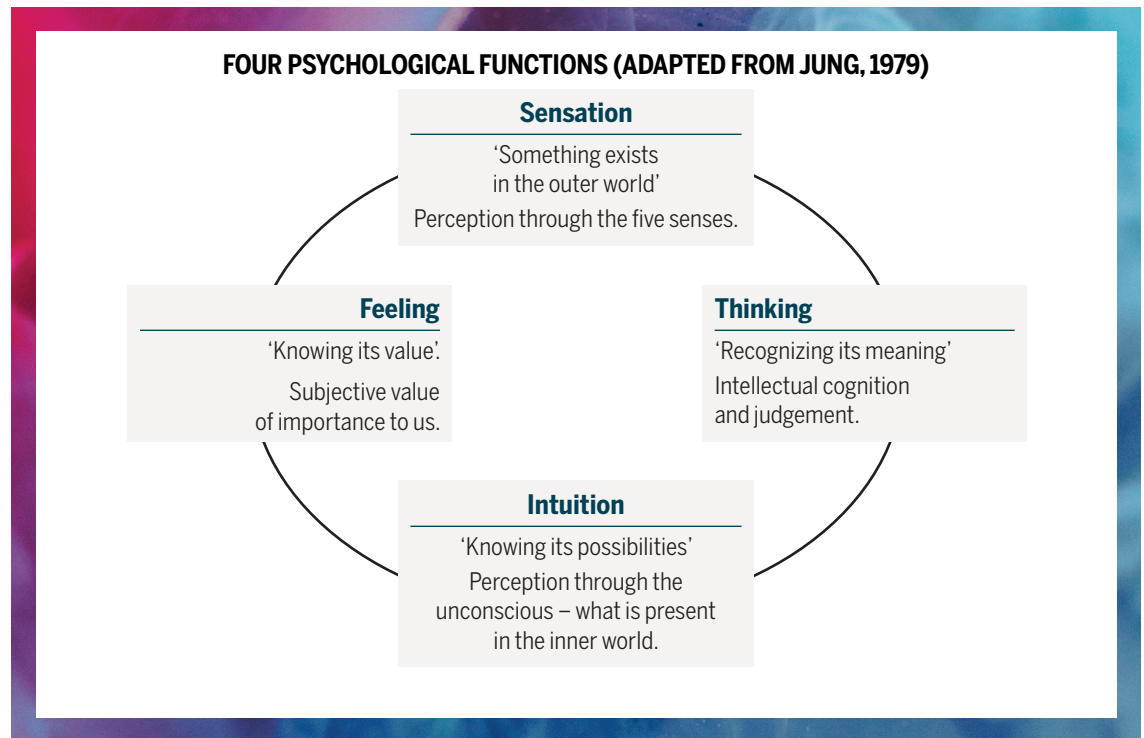 FOUR PSYCHOLOGICAL FUNCTIONS (ADAPTED FROM JUNG, 1979)
Sensation
‘Something exists
in the outer world’
Perception through the five senses.
Feeling
‘Knowing its value’.
Subjective value
of importance to us.
Thinking
‘Recognizing its meaning’
Intellectual cognition
and judgement.
Intuition
‘Knowing its possibilities’
Perception through the
unconscious – what is present
in the inner world.